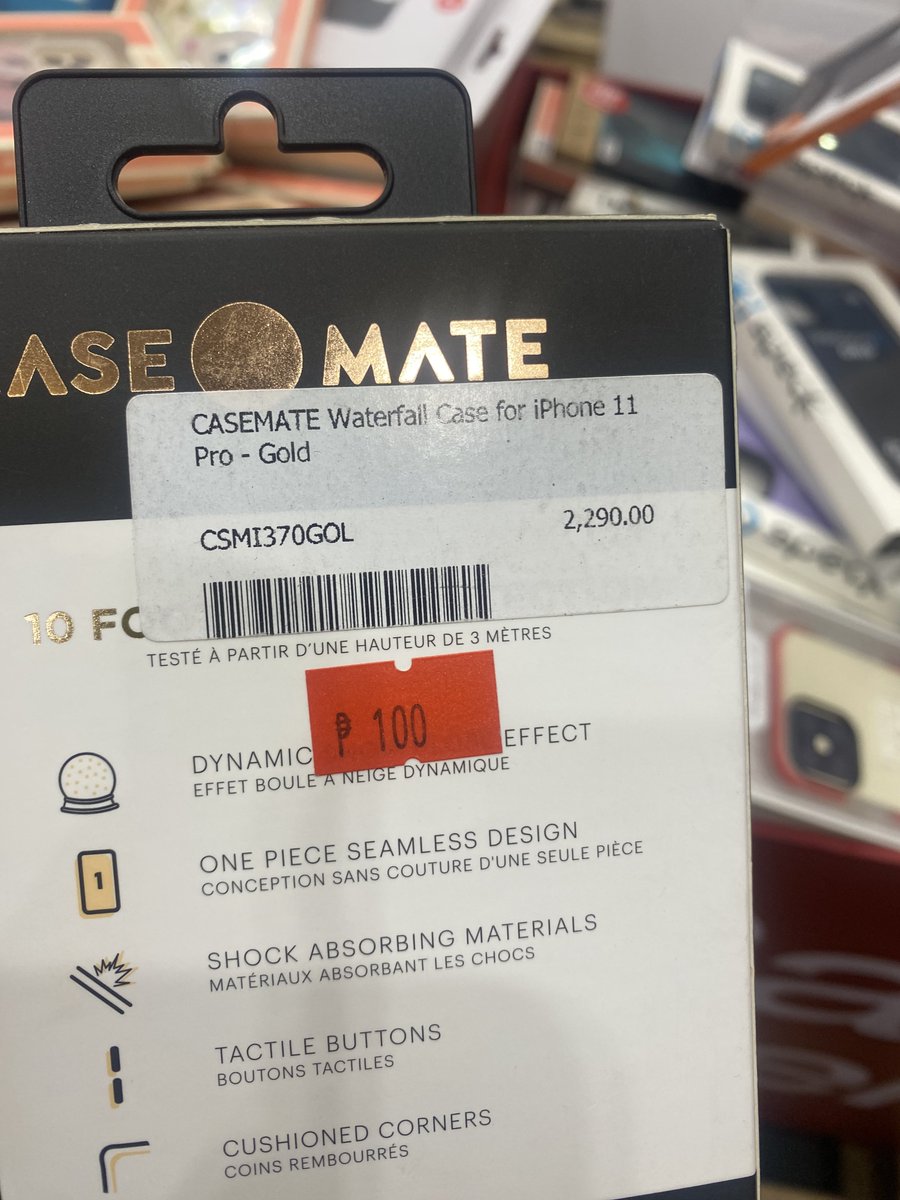 ASE MATE
CASEMATE Waterfall Case for iPhone 11
Pro - Gold
CSMI370GOL 2,290.00
10 FO
TESTÉ À PARTIR D'UNE HAUTEUR DE 3 MÈTRES
₱ 100
DYNAMIC EFFECT
EFFET BOULE À NEIGE DYNAMIQUE
1
ONE PIECE SEAMLESS DESIGN
CONCEPTION SANS COUTURE D'UNE SEULE PIÈCE
SHOCK ABSORBING MATERIALS
MATÉRIAUX ABSORBANT LES CHOCS
TACTILE BUTTONS
BOUTONS TACTILES
CUSHIONED CORNERS
COINS REMBOURRÉS
speck
speck